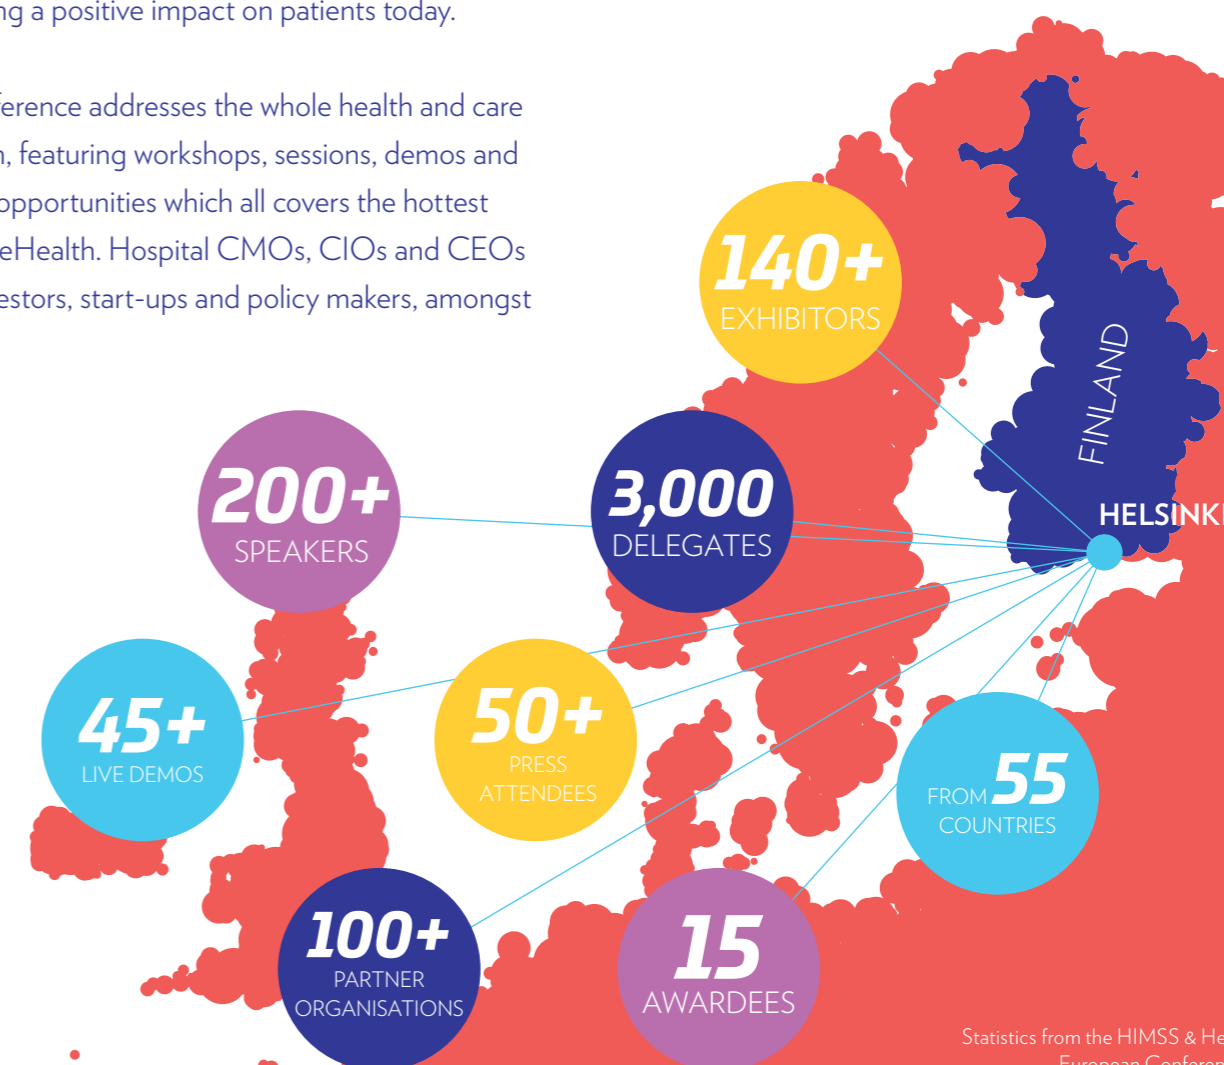 ng a positive impact on patients today.
ference addresses the whole health and care
, featuring workshops, sessions, demos and
opportunities which all covers the hottest
eHealth. Hospital CMOs, CIOs and CEOs
estors, start-ups and policy makers, amongst
140+
EXHIBITORS
FINLAND
200+
SPEAKERS
3,000
DELEGATES
HELSINKI
45+
LIVE DEMOS
50+
PRESS
ATTENDEES
FROM 55
COUNTRIES
100+
PARTNER
ORGANISATIONS
15
AWARDEES
Statistics from the HIMSS & He
European Conferen